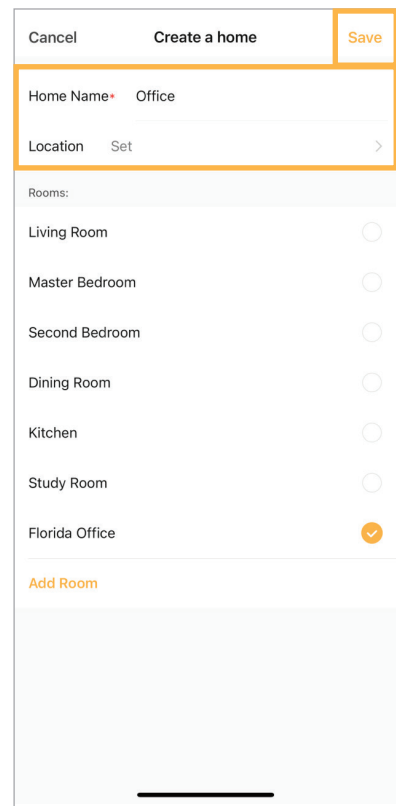 Cancel Create a home Save
Home Name* Office
Location Set
Rooms:
Living Room
Master Bedroom
Second Bedroom
Dining Room
Kitchen
Study Room
Florida Office
Add Room